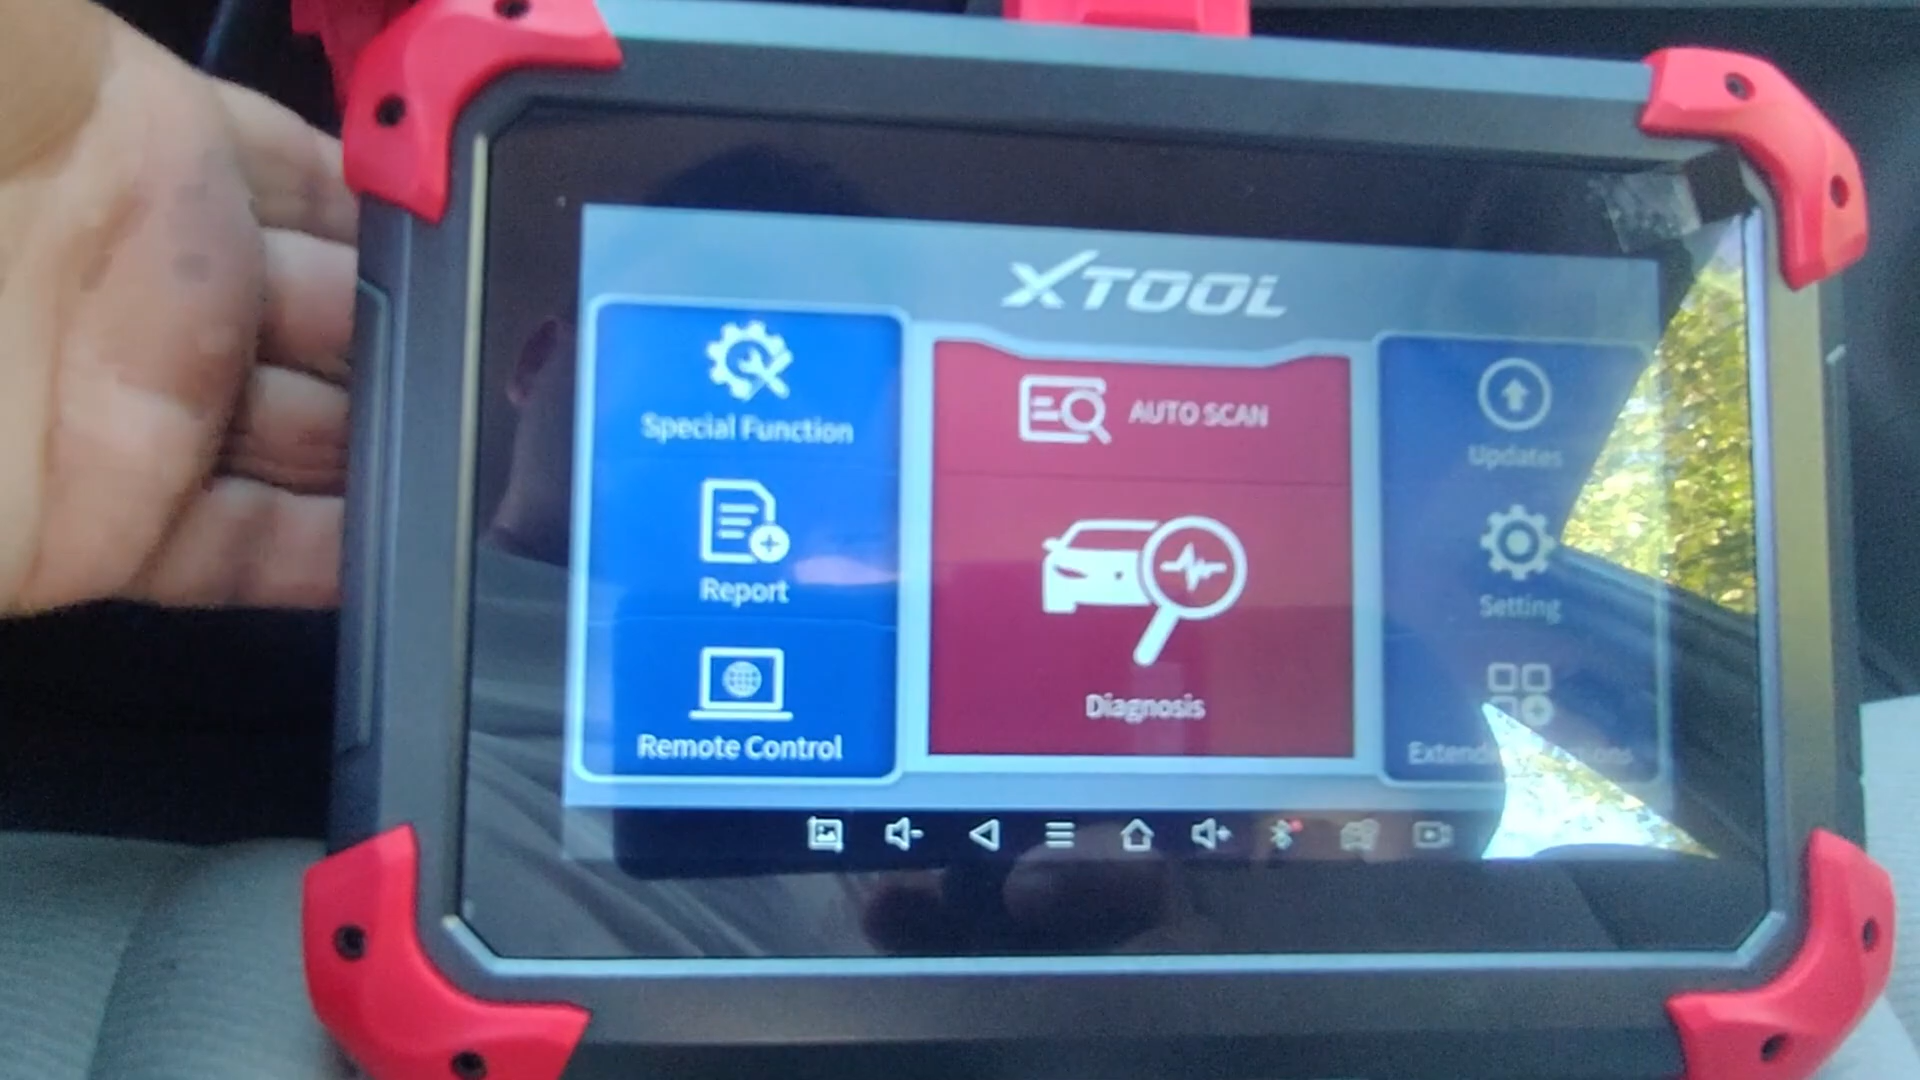 XTOOL
Special Function
Report
Remote Control
AUTO SCAN
Diagnosis
Updates
Setting